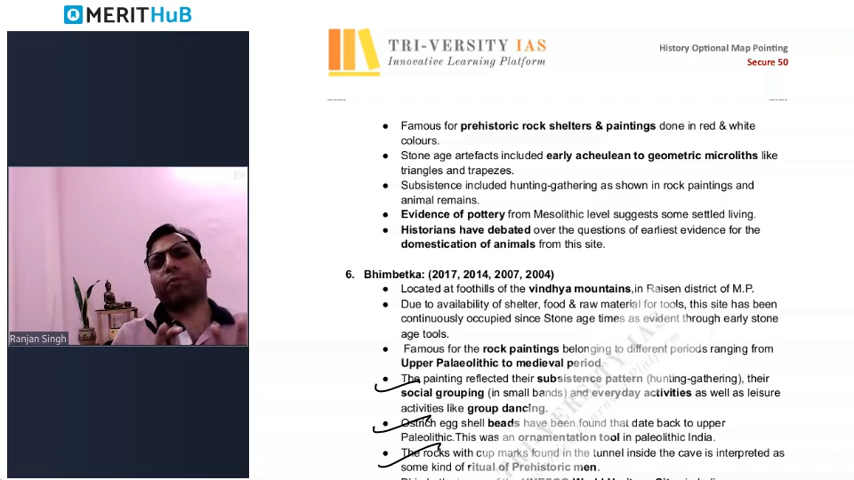 MERITHUB
TRI-VERSITY IAS
Innovative Learning Platform
History Optional Map Pointing
Secure 50
● Famous for prehistoric rock shelters & paintings done in red & white
colours.
● Stone age artefacts included early acheulean to geometric microliths like
triangles and trapezes.
● Subsistence included hunting-gathering as shown in rock paintings and
animal remains.
● Evidence of pottery from Mesolithic level suggests some settled living.
● Historians have debated over the questions of earliest evidence for the
domestication of animals from this site.
6. Bhimbetka: (2017, 2014, 2007, 2004)
● Located at foothills of the vindhya mountains,in Raisen district of M.P.
● Due to availability of shelter, food & raw material for tools, this site has been
continuously occupied since Stone age times as evident through early stone
age tools.
● Famous for the rock paintings belonging to different periods ranging from
Upper Palaeolithic to medieval period.
● The painting reflected their subsistence pattern (hunting-gathering), their
social grouping (in small bands) and everyday activities as well as leisure
activities like group dancing.
● Ostrich egg shell beads have been found that date back to upper
Paleolithic.This was an ornamentation tool in paleolithic India.
● The rocks with cup marks found in the tunnel inside the cave is interpreted as
some kind of ritual of Prehistoric men.
Ranjan Singh